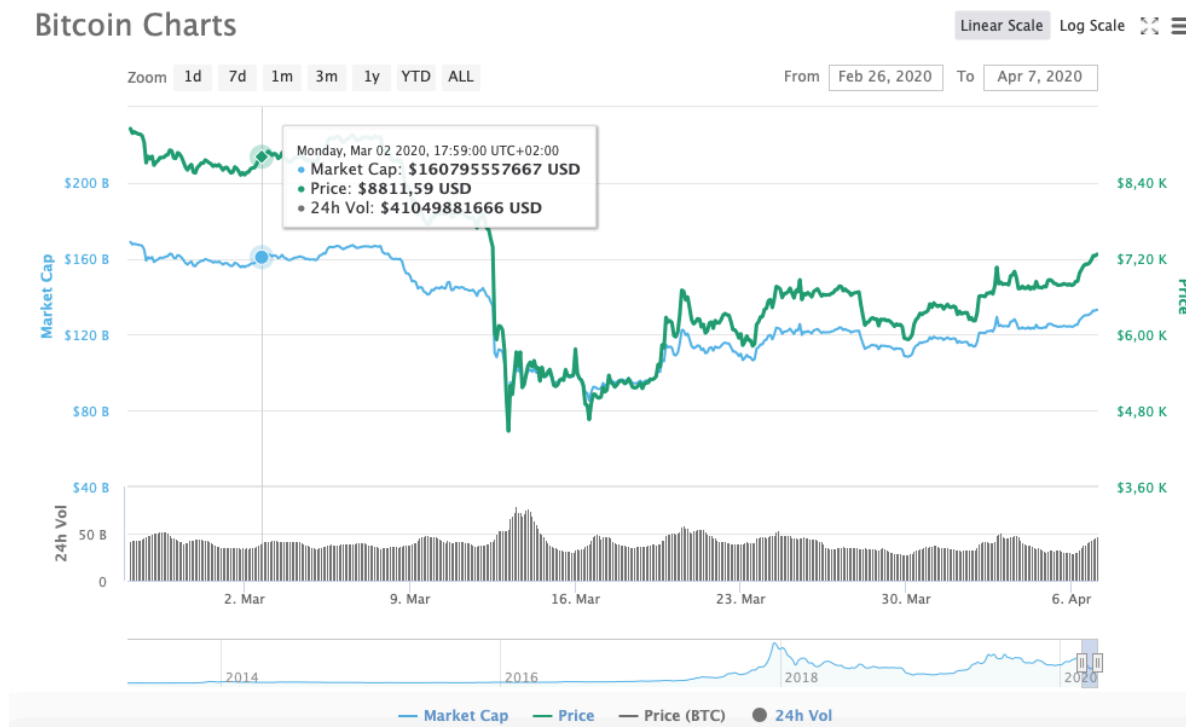 Bitcoin Charts
Linear Scale Log Scale
Zoom 1d 7d 1m 3m 1y YTD ALL From Feb 26, 2020 To Apr 7, 2020
Monday, Mar 02 2020, 17:59:00 UTC+02:00
Market Cap: $160795557667 USD
Price: $8811,59 USD
24h Vol: $41049881666 USD
Market Cap
$200 B
$160 B
$120 B
$80 B
$40 B
24h Vol
50 B
0
Price
$8,40 K
$7,20 K
$6,00 K
$4,80 K
$3,60 K
2. Mar 9. Mar 16. Mar 23. Mar 30. Mar 6. Apr
2014 2016 2018 2020
Market Cap Price Price (BTC) 24h Vol